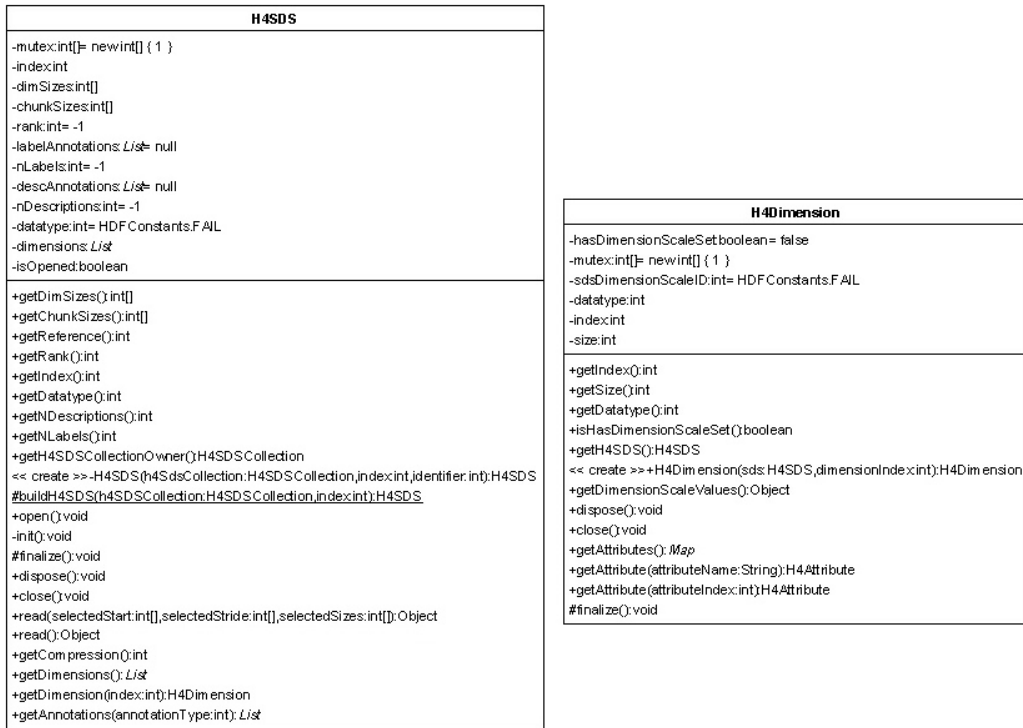 H4SDS
-mutex:int[]= new int[] { 1 }
-index:int
-dimSizes:int[]
-chunkSizes:int[]
-rank:int= -1
-labelAnnotations: List= null
-nLabels:int= -1
-descAnnotations: List= null
-nDescriptions:int= -1
-datatype:int= HDFConstants.FAIL
-dimensions: List
-isOpened:boolean
+getDimSizes():int[]
+getChunkSizes():int[]
+getReference():int
+getRank():int
+getIndex():int
+getDatatype():int
+getNDescriptions():int
+getNLabels():int
+getH4SDSCollectionOwner():H4SDSCollection
<< create >>-H4SDS(h4SdsCollection:H4SDSCollection,index:int,identifier:int):H4SDS
#buildH4SDS(h4SDSCollection:H4SDSCollection,index:int):H4SDS
+open():void
-init():void
#finalize():void
+dispose():void
+close():void
+read(selectedStart:int[],selectedStride:int[],selectedSizes:int[]):Object
+read():Object
+getCompression():int
+getDimensions(): List
+getDimension(index:int):H4Dimension
+getAnnotations(annotationType:int): List
H4Dimension
-hasDimensionScaleSet:boolean= false
-mutex:int[]= new int[] { 1 }
-sdsDimensionScaleID:int= HDFConstants.FAIL
-datatype:int
-index:int
-size:int
+getIndex():int
+getSize():int
+getDatatype():int
+isHasDimensionScaleSet():boolean
+getH4SDS():H4SDS
<< create >>+H4Dimension(sds:H4SDS,dimensionIndex:int):H4Dimension
+getDimensionScaleValues():Object
+dispose():void
+close():void
+getAttributes(): Map
+getAttribute(attributeName:String):H4Attribute
+getAttribute(attributeIndex:int):H4Attribute
#finalize():void